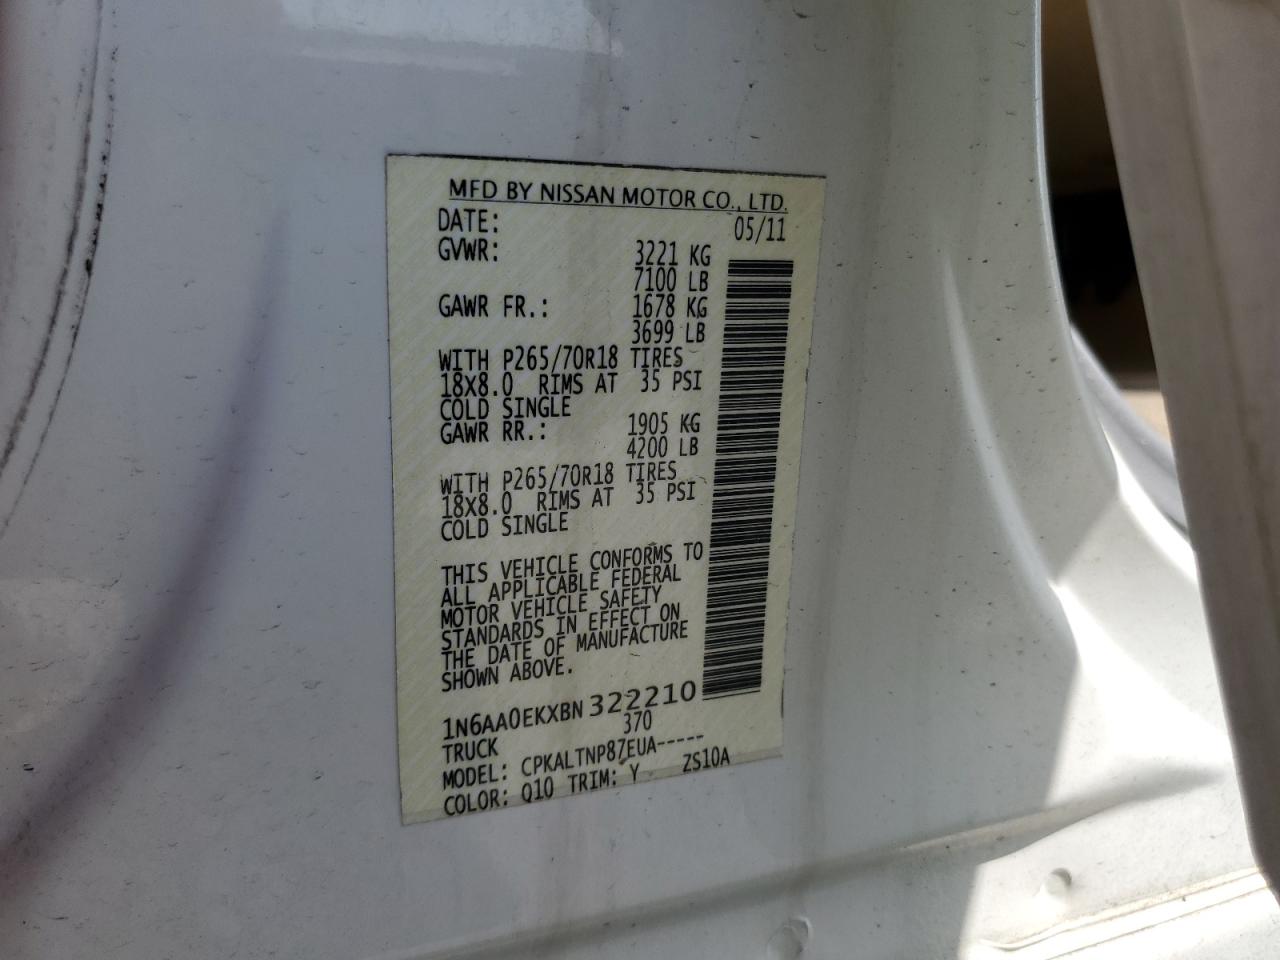 MFD BY NISSAN MOTOR CO., LTD.
DATE: 05/11
GVWR: 3221 KG
7100 LB
GAWR FR.: 1678 KG
3699 LB
WITH P265/70R18 TIRES
18X8.0 RIMS AT 35 PSI
COLD SINGLE
GAWR RR.: 1905 KG
4200 LB
WITH P265/70R18 TIRES
18X8.0 RIMS AT 35 PSI
COLD SINGLE
THIS VEHICLE CONFORMS TO
ALL APPLICABLE FEDERAL
MOTOR VEHICLE SAFETY
STANDARDS IN EFFECT ON
THE DATE OF MANUFACTURE
SHOWN ABOVE.
1N6AA0EKXBN322210
TRUCK 370
MODEL: CPKALTNP87EUA-----
COLOR: Q10 TRIM: Y ZS10A